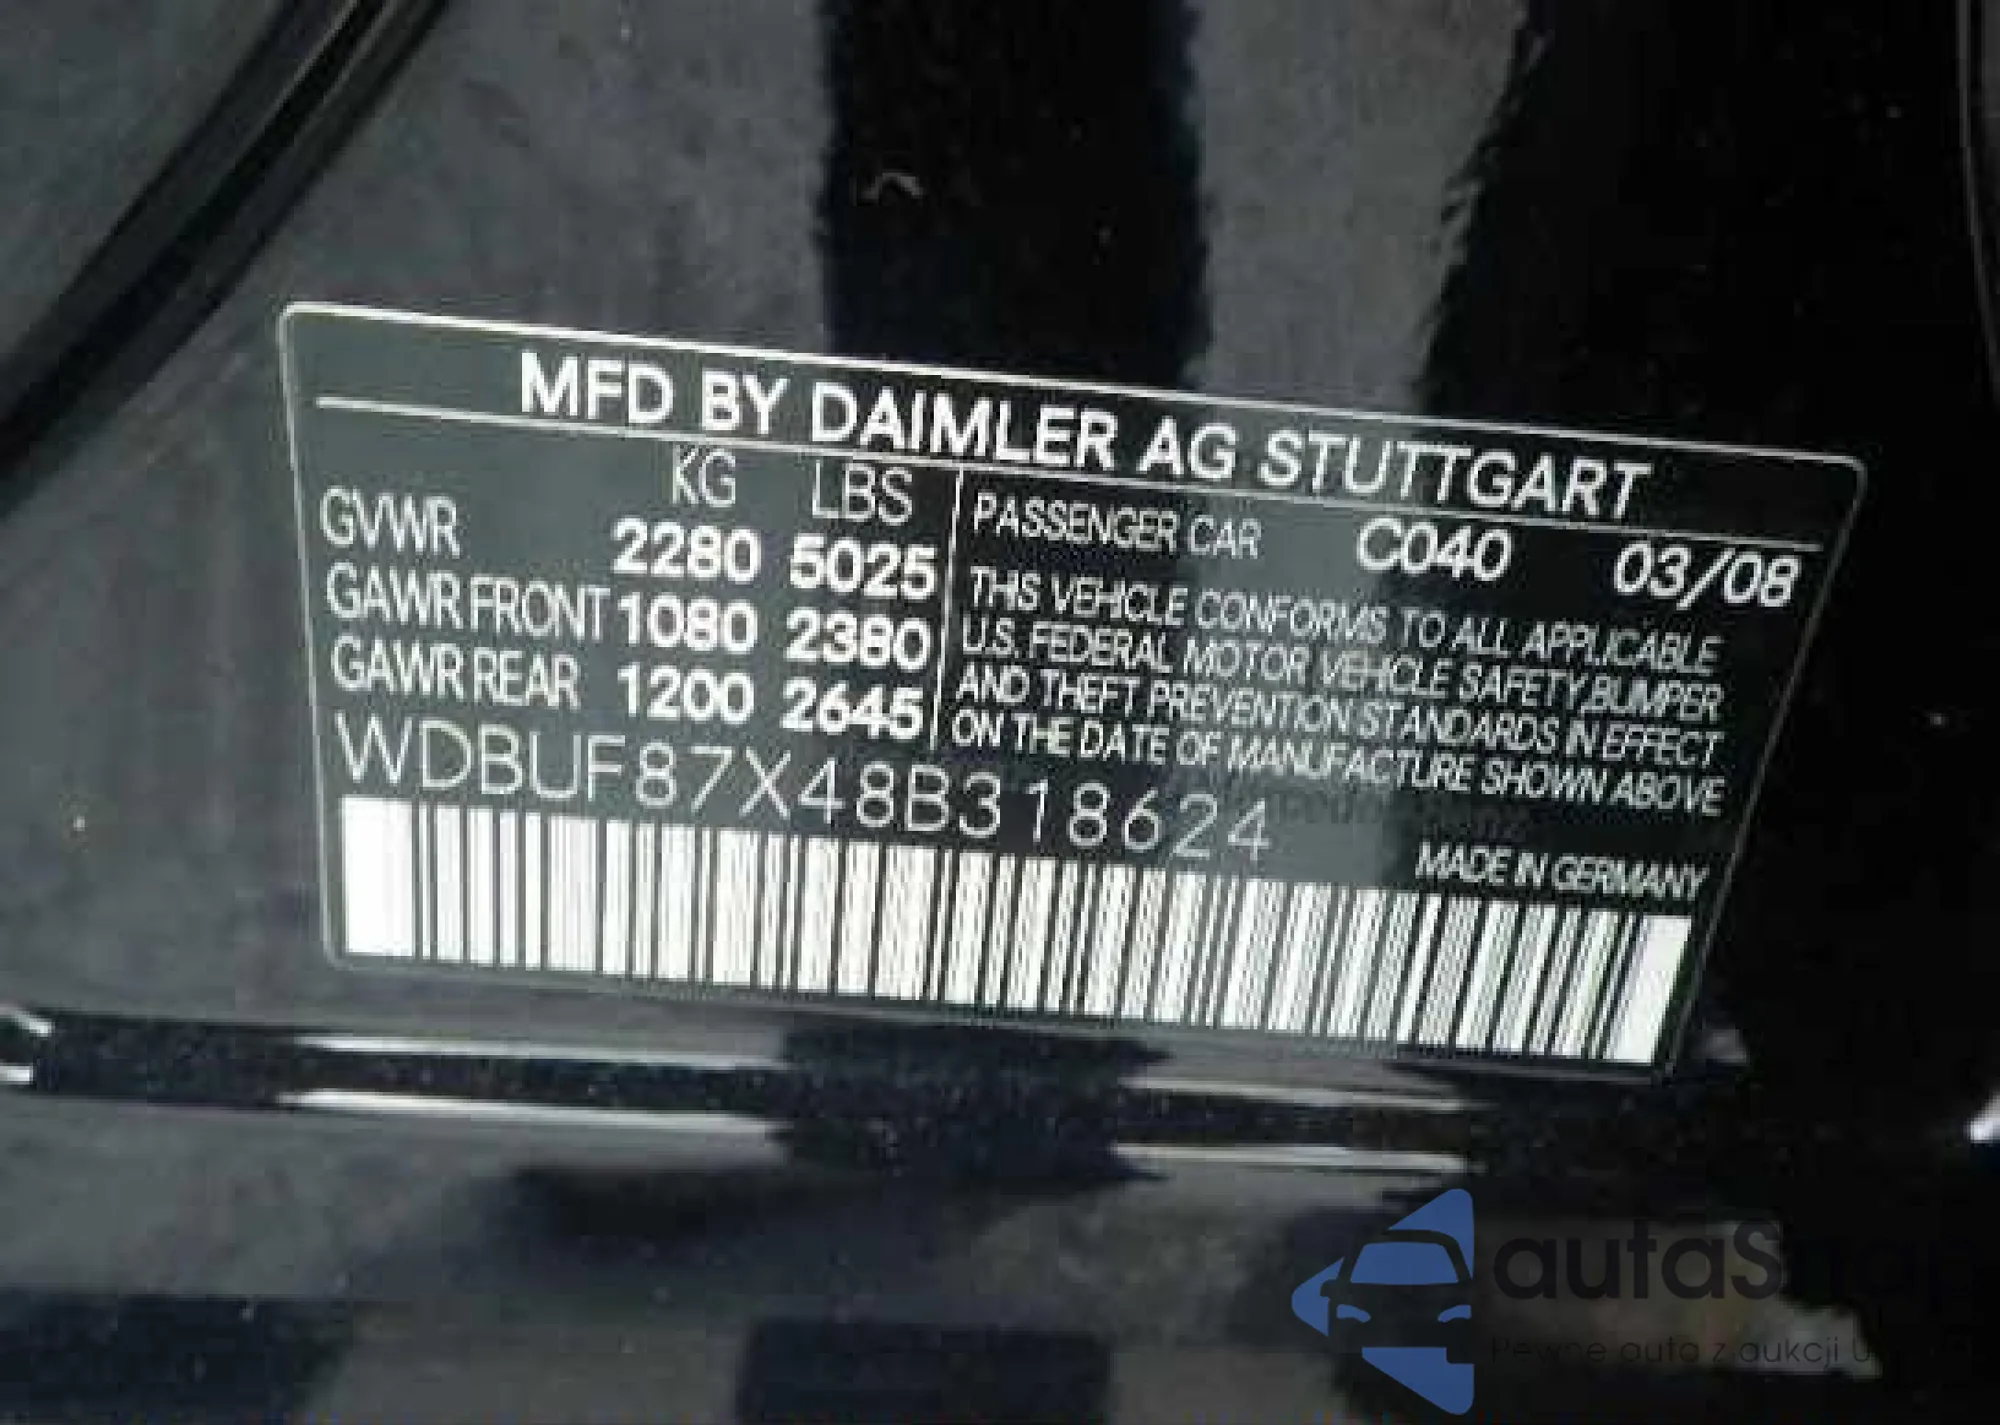 MFD BY DAIMLER AG STUTTGART
KG LBS
GVWR 2280 5025
GAWR FRONT 1080 2380
GAWR REAR 1200 2645
PASSENGER CAR C040 03/08
THIS VEHICLE CONFORMS TO ALL APPLICABLE
U.S. FEDERAL MOTOR VEHICLE SAFETY,BUMPER
AND THEFT PREVENTION STANDARDS IN EFFECT
ON THE DATE OF MANUFACTURE SHOWN ABOVE
WDBUF87X48B318624
MADE IN GERMANY
Pewne auta z aukcji